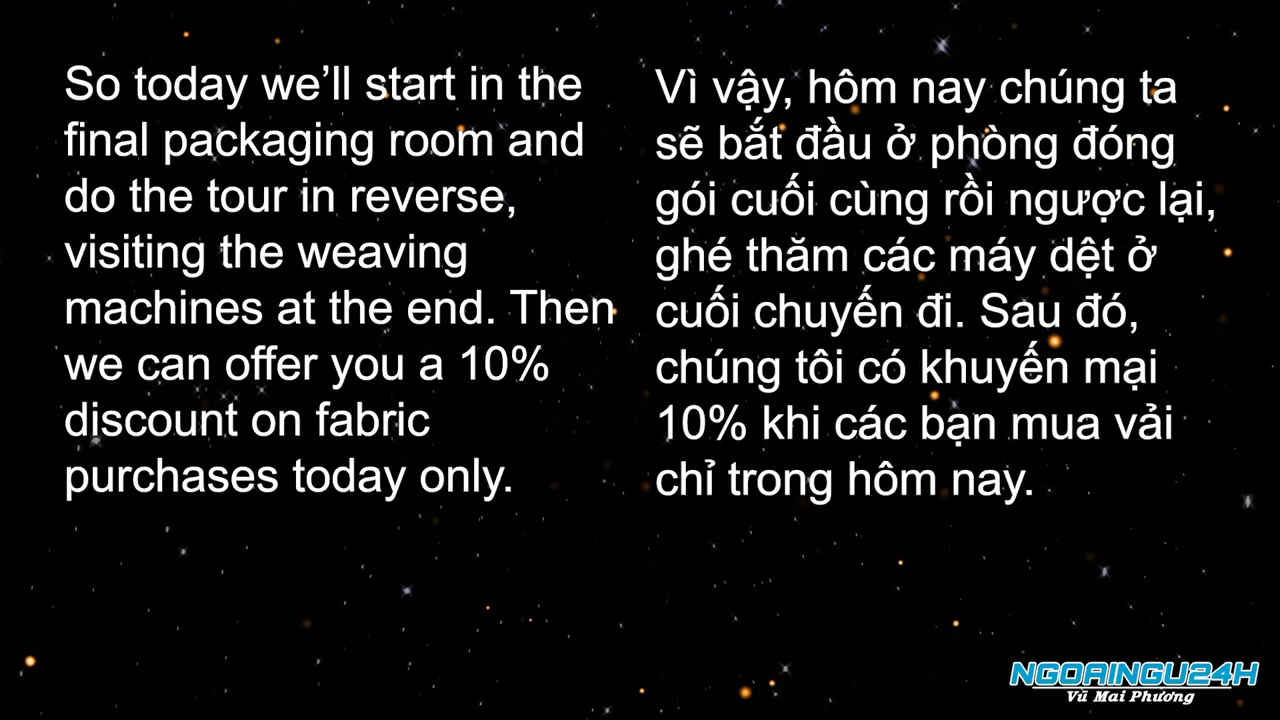 So today we’ll start in the
final packaging room and
do the tour in reverse,
visiting the weaving
machines at the end. Then
we can offer you a 10%
discount on fabric
purchases today only.
Vì vậy, hôm nay chúng ta
sẽ bắt đầu ở phòng đóng
gói cuối cùng rồi ngược lại,
ghé thăm các máy dệt ở
cuối chuyến đi. Sau đó,
chúng tôi có khuyến mại
10% khi các bạn mua vải
chỉ trong hôm nay.
NGOAINGU24H
Vũ Mai Phương